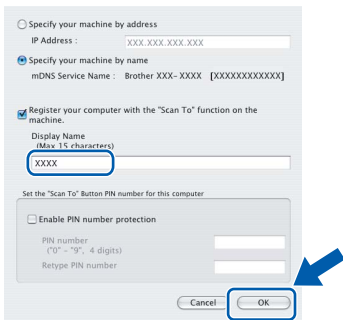 Specify your machine by address
IP Address : XXX.XXX.XXX.XXX
Specify your machine by name
mDNS Service Name : Brother XXX-XXXX [XXXXXXXXXXXX]
Register your computer with the "Scan To" function on the
machine.
Display Name
(Max 15 characters)
XXXX
Set the "Scan To" Button PIN number for this computer
Enable PIN number protection
PIN number
("0" - "9", 4 digits)
Retype PIN number
Cancel OK